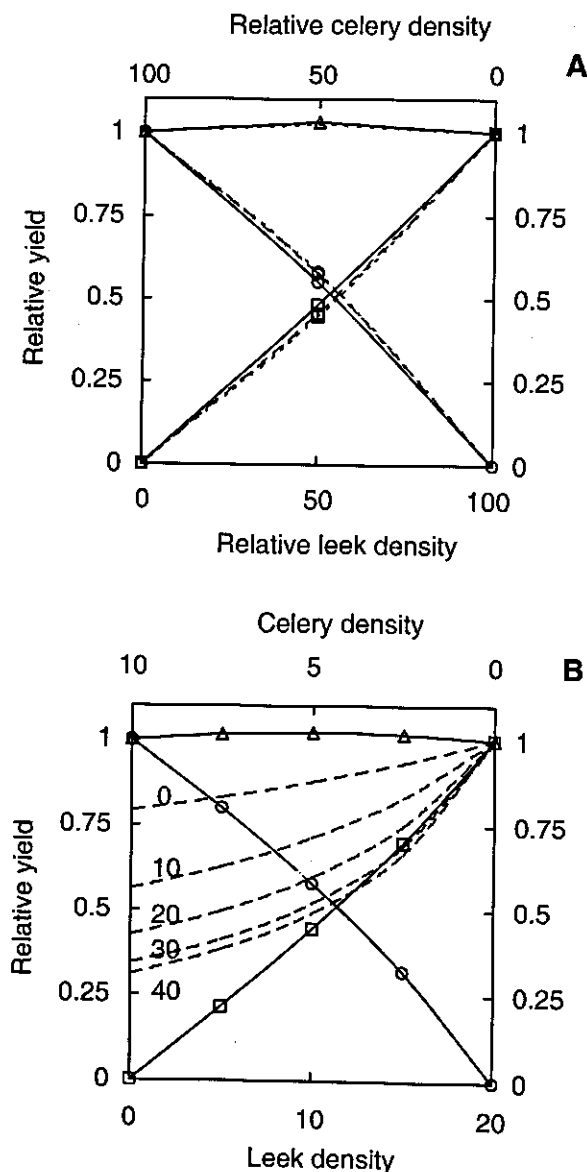 Relative celery density
100 50 0
A
1 1
0.75 0.75
0.5 0.5
0.25 0.25
0 0
Relative yield
0 50 100
Relative leek density
Celery density
10 5 0
B
1 1
0
0.75 0.75
10
20
0.5 0.5
30
0.25 40 0.25
0 0
Relative yield
0 10 20
Leek density